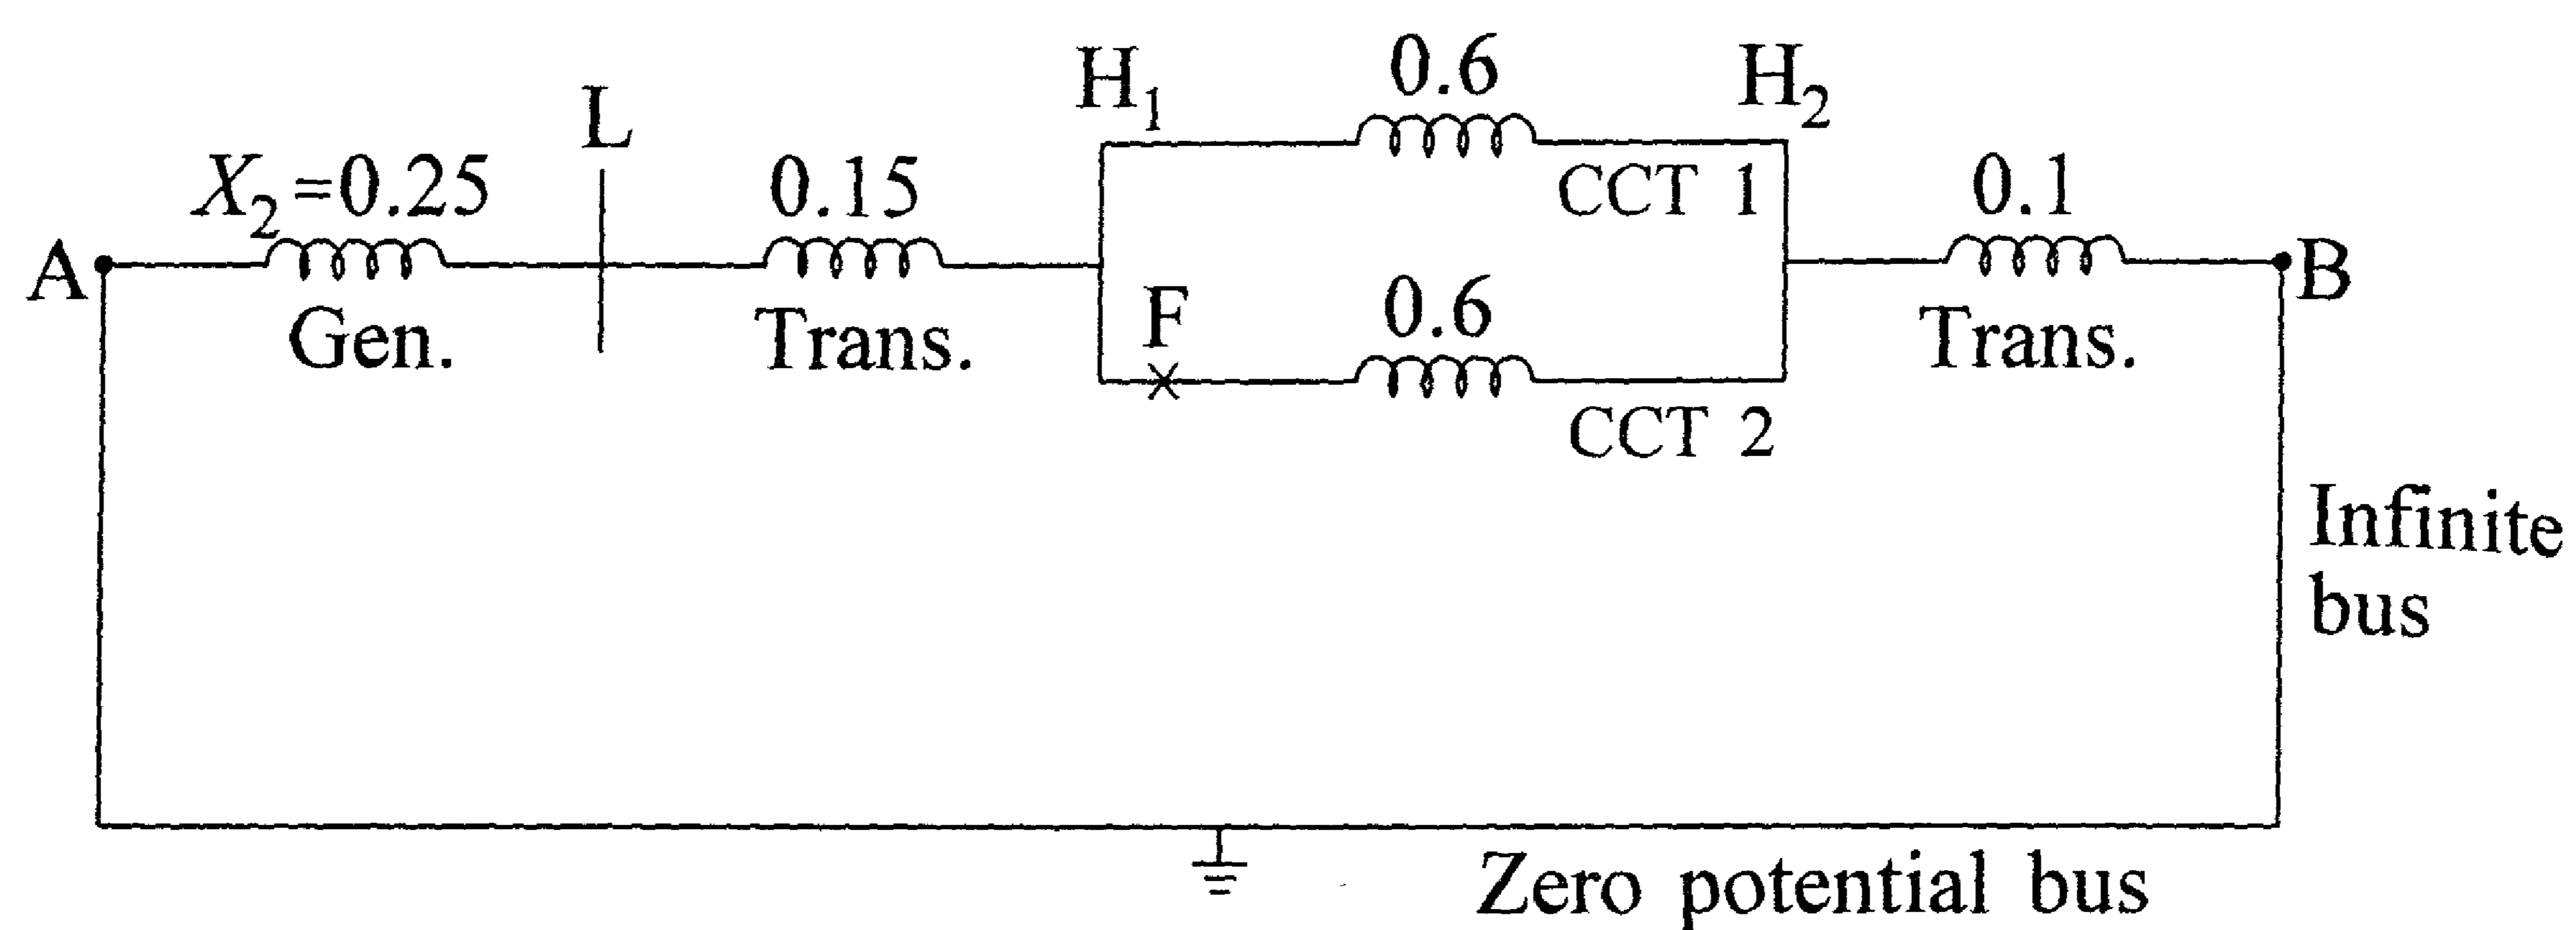 H₁
0.6
H₂
L
X₂ = 0.25
0.15
CCT 1
0.1
A
B
F
0.6
Gen.
Trans.
Trans.
CCT 2
Infinite
bus
Zero potential bus